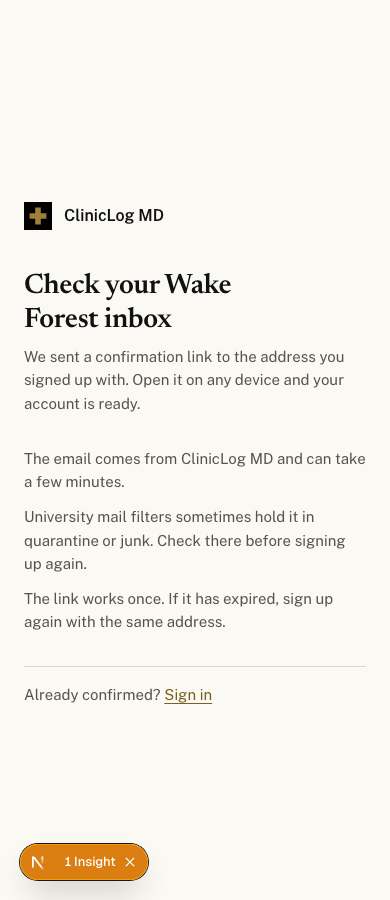 ClinicLog MD
Check your Wake
Forest inbox
We sent a confirmation link to the address you
signed up with. Open it on any device and your
account is ready.
The email comes from ClinicLog MD and can take
a few minutes.
University mail filters sometimes hold it in
quarantine or junk. Check there before signing
up again.
The link works once. If it has expired, sign up
again with the same address.
Already confirmed? Sign in
N 1 Insight